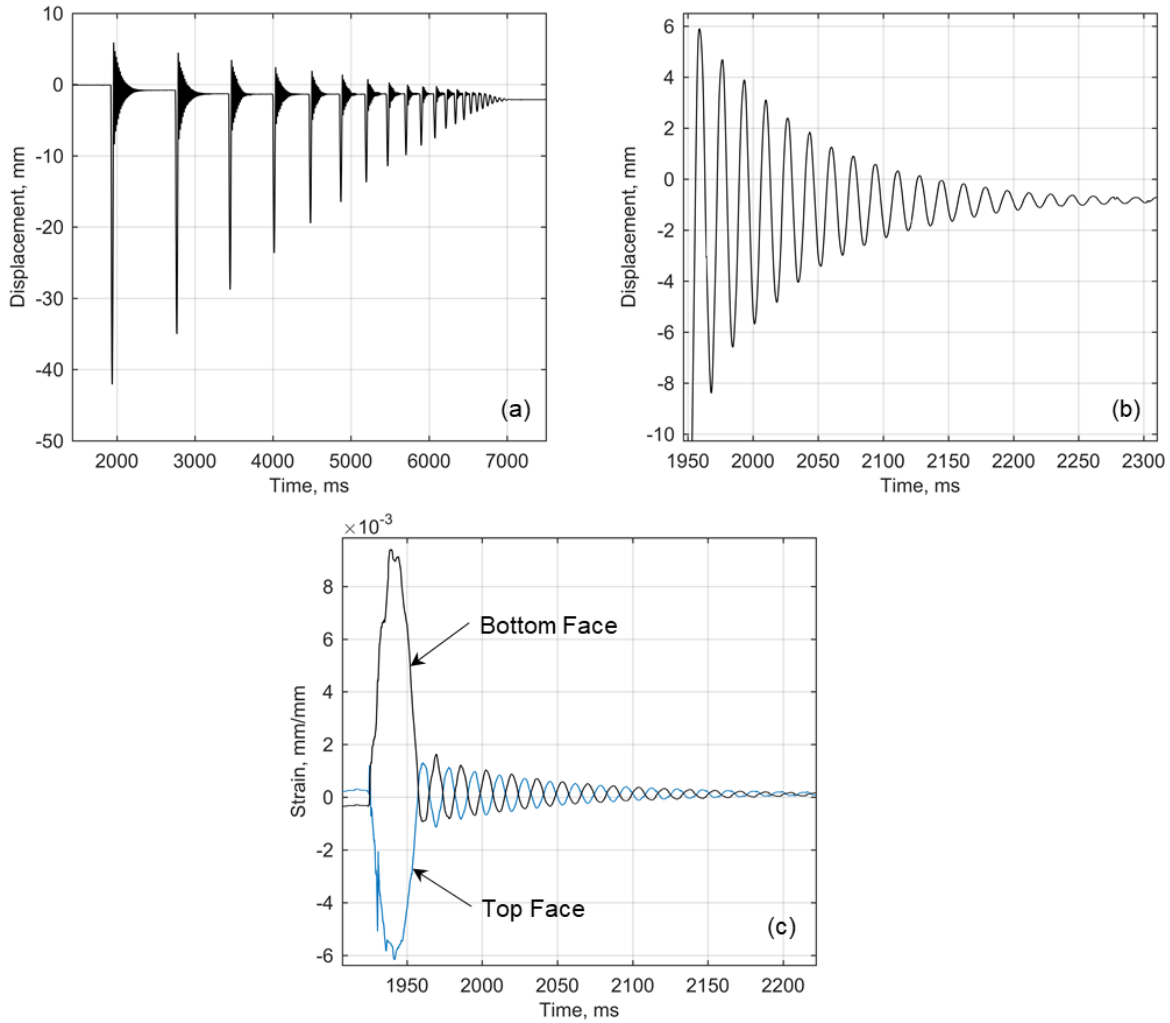 10
0
-10
-20
-30
-40
-50
Displacement, mm
2000 3000 4000 5000 6000 7000
Time, ms
(a)
6
4
2
0
-2
-4
-6
-8
-10
Displacement, mm
1950 2000 2050 2100 2150 2200 2250 2300
Time, ms
(b)
×10-3
8
6
4
2
0
-2
-4
-6
Strain, mm/mm
Bottom Face
Top Face
(c)
1950 2000 2050 2100 2150 2200
Time, ms